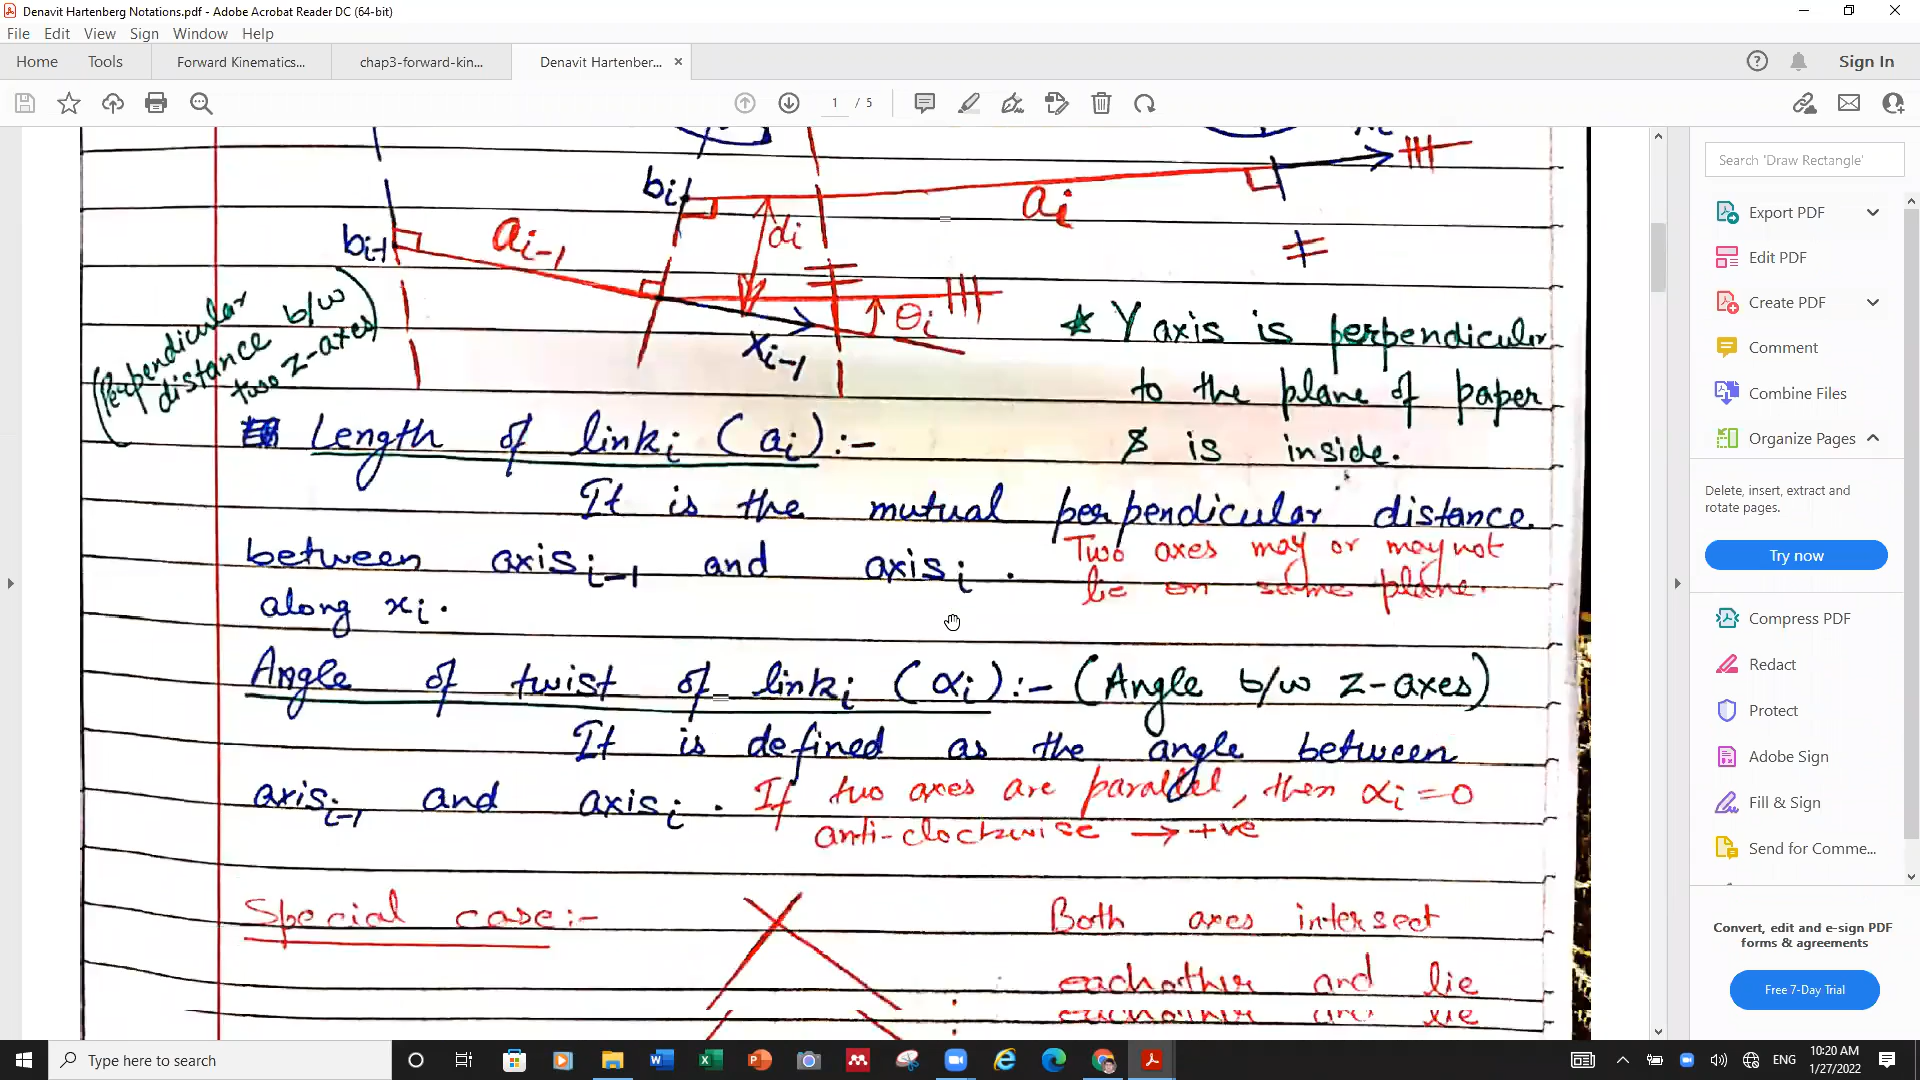 Denavit Hartenberg Notations.pdf - Adobe Acrobat Reader DC (64-bit)
File Edit View Sign Window Help
Home Tools Forward Kinematics... chap3-forward-kin... Denavit Hartenber... ×
1 / 5
Sign In
bi
ai
di
bi-1
ai-1
θi
xi-1
(Perpendicular
distance b/w
two z-axes)
* Y axis is perpendicular
to the plane of paper
& is inside.
Length of linki (ai):-
It is the mutual perpendicular distance
between axisi-1 and axisi. Two axes may or may not
lie on same plane.
along xi.
Angle of twist of linki (αi):- (Angle b/w z-axes)
It is defined as the angle between
axisi-1 and axisi. If two axes are parallel, then αi=0
anti-clockwise → +ve
Special case:-
Both axes intersect
eachother and lie
eachother and lie
Search 'Draw Rectangle'
Export PDF
Edit PDF
Create PDF
Comment
Combine Files
Organize Pages
Delete, insert, extract and
rotate pages.
Try now
Compress PDF
Redact
Protect
Adobe Sign
Fill & Sign
Send for Comme...
Convert, edit and e-sign PDF
forms & agreements
Free 7-Day Trial
Type here to search
ENG
10:20 AM
1/27/2022